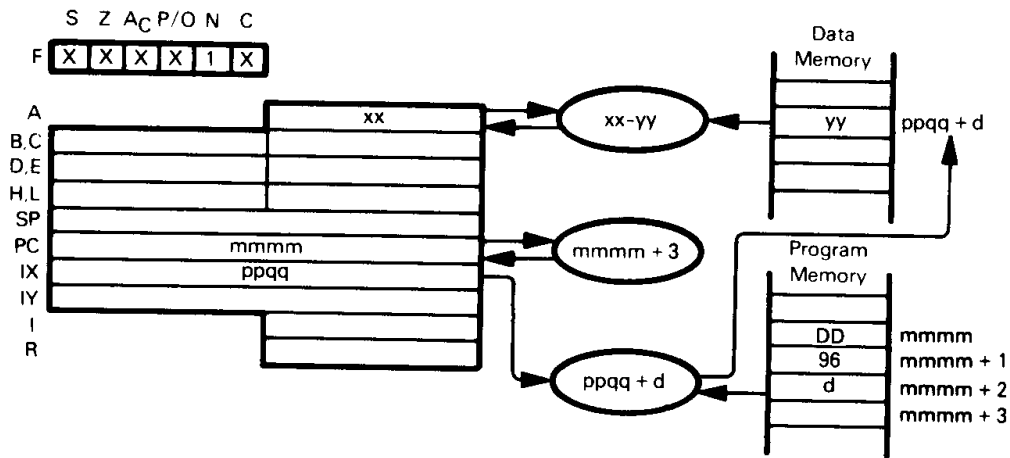 S Z AC P/O N C
F X X X X 1 X
A xx
B,C
D,E
H,L
SP
PC mmmm
IX ppqq
IY
I
R
xx-yy
mmmm + 3
ppqq + d
Data
Memory
yy ppqq + d
Program
Memory
DD mmmm
96 mmmm + 1
d mmmm + 2
mmmm + 3